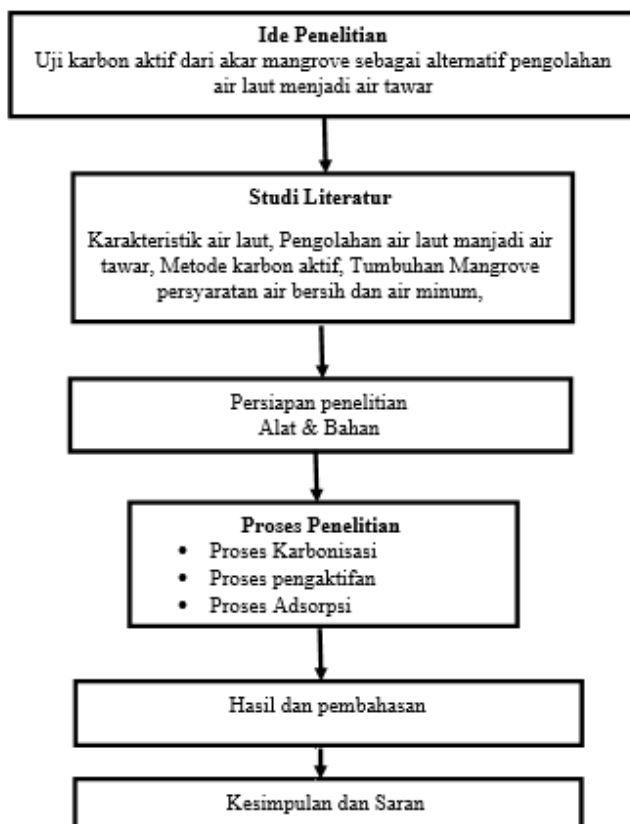 Ide Penelitian
Uji karbon aktif dari akar mangrove sebagai alternatif pengolahan
air laut menjadi air tawar
Studi Literatur
Karakteristik air laut, Pengolahan air laut manjadi air
tawar, Metode karbon aktif, Tumbuhan Mangrove
persyaratan air bersih dan air minum,
Persiapan penelitian
Alat & Bahan
Proses Penelitian
• Proses Karbonisasi
• Proses pengaktifan
• Proses Adsorpsi
Hasil dan pembahasan
Kesimpulan dan Saran